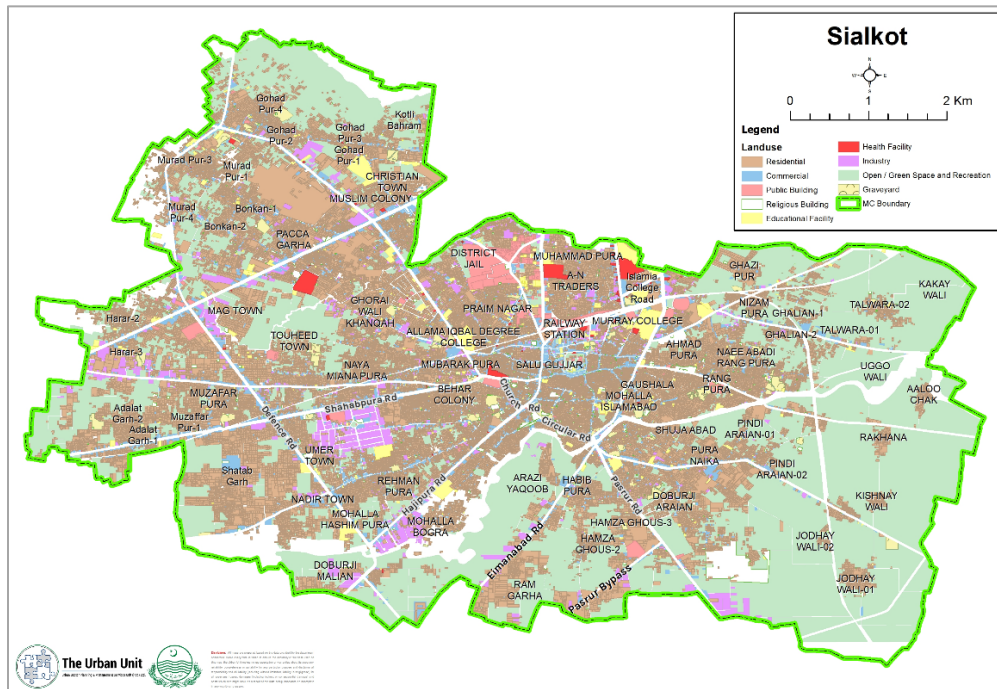 Sialkot
N
W E
S
0 1 2 Km
Legend
Landuse
Residential
Commercial
Public Building
Religious Building
Educational Facility
Health Facility
Industry
Open / Green Space and Recreation
Graveyard
MC Boundary
Gohad
Pur-4
Gohad
Pur-2
Gohad
Pur-3
Gohad
Pur-1
Kotli
Bahram
Murad Pur-3
Murad
Pur-1
CHRISTIAN
TOWN
MUSLIM COLONY
Murad
Pur-4
Bonkan-1
Bonkan-2
PACCA
GARHA
DISTRICT
JAIL
MUHAMMAD PURA
A-N
TRADERS
Islamia
College
Road
GHAZI
PUR
KAKAY
WALI
TALWARA-02
NIZAM
PURA
GHALIAN-1
GHALIAN-2
TALWARA-01
Harar-2
MAG TOWN
GHORAI
WALI
KHANQAH
PRAIM NAGAR
RAILWAY
STATION
MURRAY COLLEGE
Harar-3
TOUHEED
TOWN
ALLAMA IQBAL DEGREE
COLLEGE
AHMAD
PURA
NAEE ABADI
RANG PURA
NAYA
MIANA PURA
MUBARAK PURA
SALU GUJJAR
UGGO
WALI
MUZAFAR
PURA
BEHAR
COLONY
GAUSHALA
MOHALLA
ISLAMABAD
RANG
PURA
AALOO
CHAK
Adalat
Garh-2
Adalat
Garh-1
Muzaffar
Pur-1
Shahabpura Rd
Defence Rd
Church Rd
Circular Rd
SHUJA ABAD
PINDI
ARAIAN-01
RAKHANA
UMER
TOWN
PURA
NAIKA
PINDI
ARAIAN-02
Shatab
Garh
REHMAN
PURA
Hajipura Rd
ARAZI
YAQOOB
HABIB
PURA
Pasrur Rd
DOBURJI
ARAIAN
KISHNAY
WALI
NADIR TOWN
MOHALLA
HASHIM PURA
MOHALLA
BOGRA
HAMZA GHOUS-3
HAMZA
GHOUS-2
JODHAY
WALI-02
DOBURJI
MALIAN
Elmanabad Rd
RAM
GARHA
Pasrur Bypass
JODHAY
WALI-01
The Urban Unit